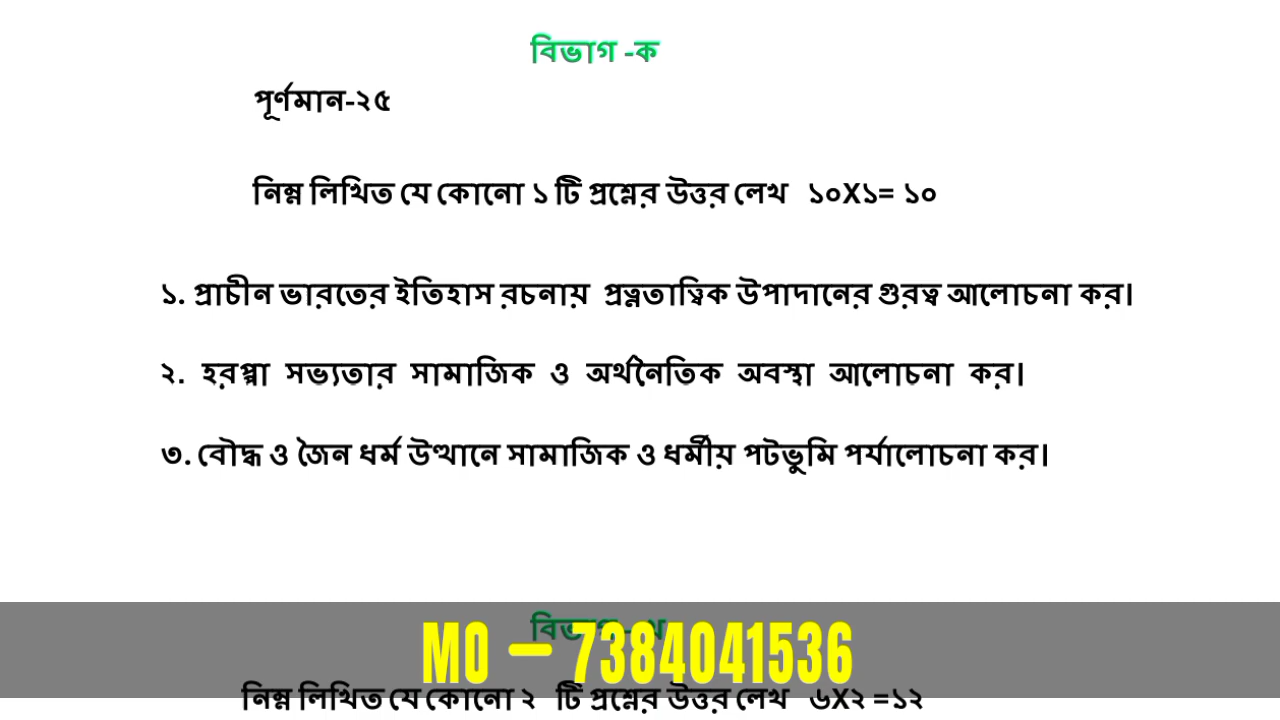 বিভাগ -ক
পূর্ণমান-২৫
নিম্ন লিখিত যে কোনো ১ টি প্রশ্নের উত্তর লেখ ১০X১= ১০
১. প্রাচীন ভারতের ইতিহাস রচনায় প্রত্নতাত্বিক উপাদানের গুরত্ব আলোচনা কর।
২. হরপ্পা সভ্যতার সামাজিক ও অর্থনৈতিক অবস্থা আলোচনা কর।
৩. বৌদ্ধ ও জৈন ধর্ম উত্থানে সামাজিক ও ধর্মীয় পটভুমি পর্যালোচনা কর।
বিভাগ - খ
MO – 7384041536
নিম্ন লিখিত যে কোনো ২ টি প্রশ্নের উত্তর লেখ ৬X২ =১২